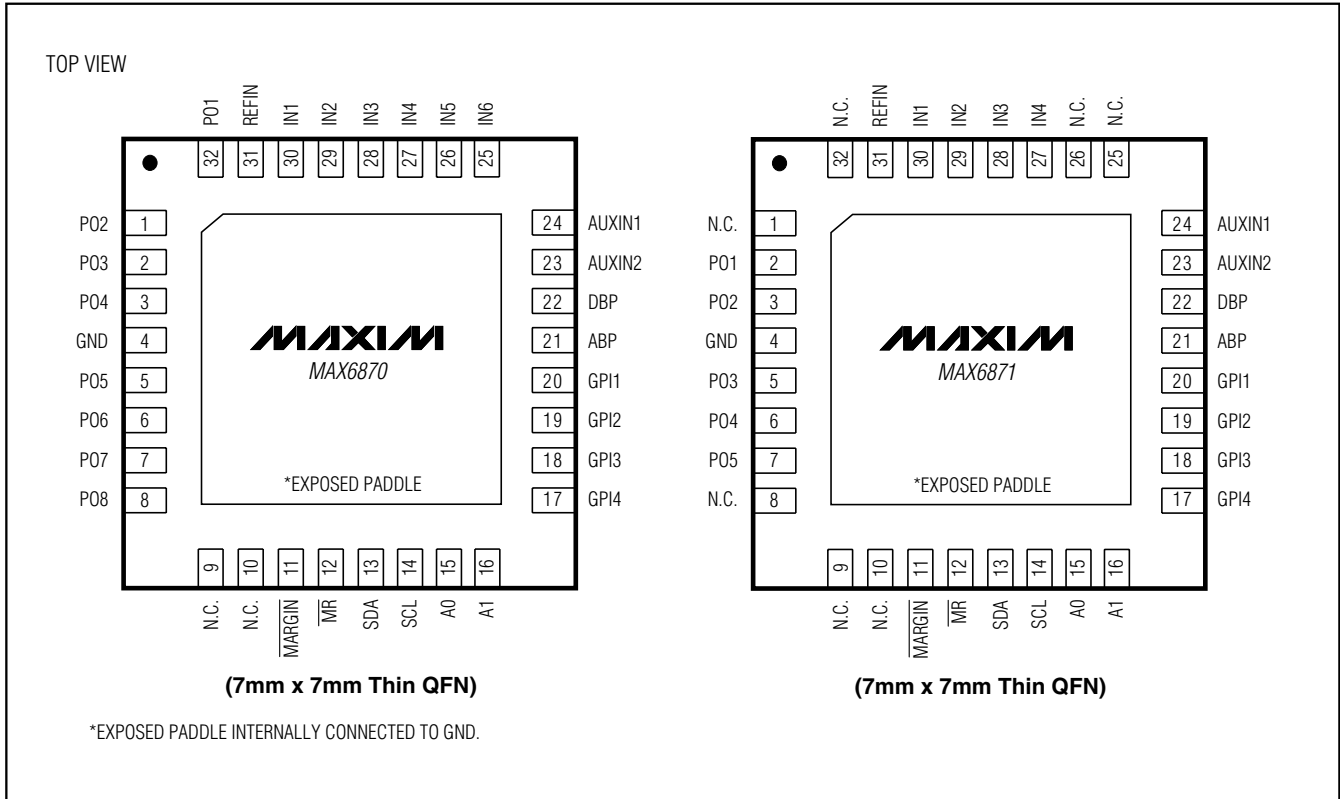 TOP VIEW
PO1 REFIN IN1 IN2 IN3 IN4 IN5 IN6
32 31 30 29 28 27 26 25
PO2 1
PO3 2
PO4 3
GND 4
PO5 5
PO6 6
PO7 7
PO8 8
24 AUXIN1
23 AUXIN2
22 DBP
21 ABP
20 GPI1
19 GPI2
18 GPI3
17 GPI4
MAXIM
MAX6870
*EXPOSED PADDLE
9 10 11 12 13 14 15 16
N.C. N.C. MARGIN MR SDA SCL A0 A1
(7mm x 7mm Thin QFN)
N.C. REFIN IN1 IN2 IN3 IN4 N.C. N.C.
32 31 30 29 28 27 26 25
N.C. 1
PO1 2
PO2 3
GND 4
PO3 5
PO4 6
PO5 7
N.C. 8
24 AUXIN1
23 AUXIN2
22 DBP
21 ABP
20 GPI1
19 GPI2
18 GPI3
17 GPI4
MAXIM
MAX6871
*EXPOSED PADDLE
9 10 11 12 13 14 15 16
N.C. N.C. MARGIN MR SDA SCL A0 A1
(7mm x 7mm Thin QFN)
*EXPOSED PADDLE INTERNALLY CONNECTED TO GND.